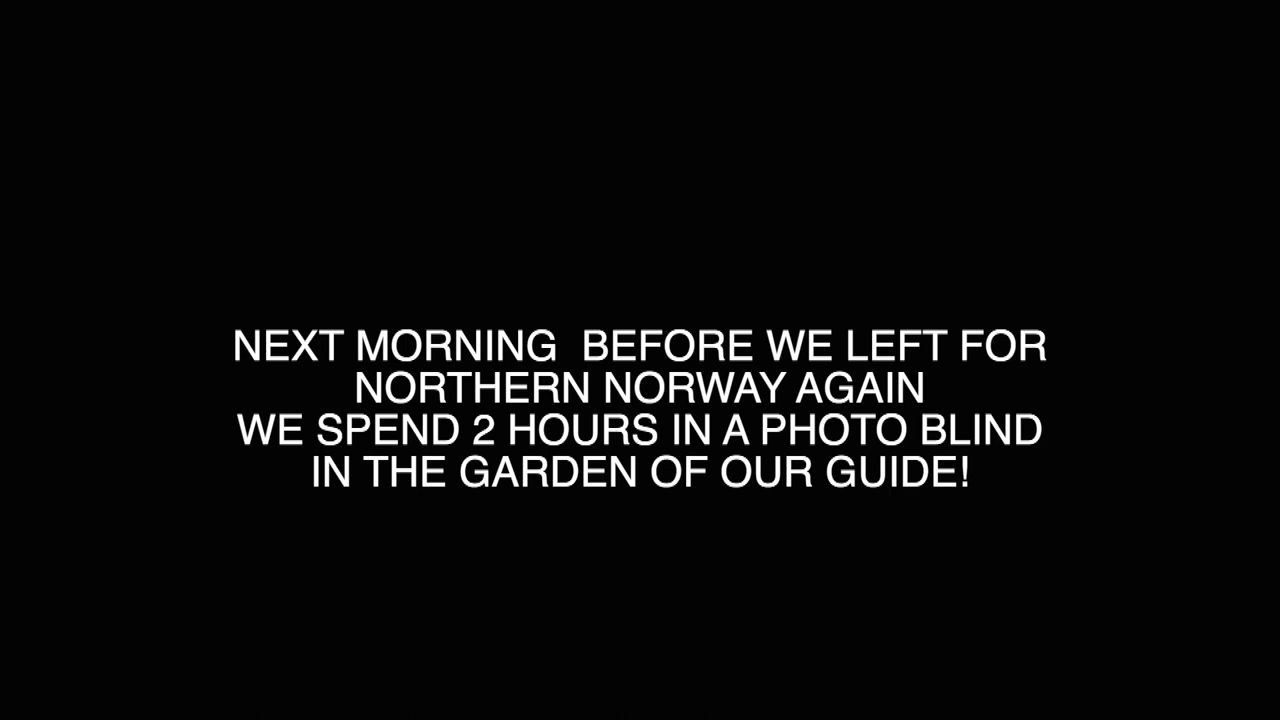 NEXT MORNING  BEFORE WE LEFT FOR
NORTHERN NORWAY AGAIN
WE SPEND 2 HOURS IN A PHOTO BLIND
IN THE GARDEN OF OUR GUIDE!